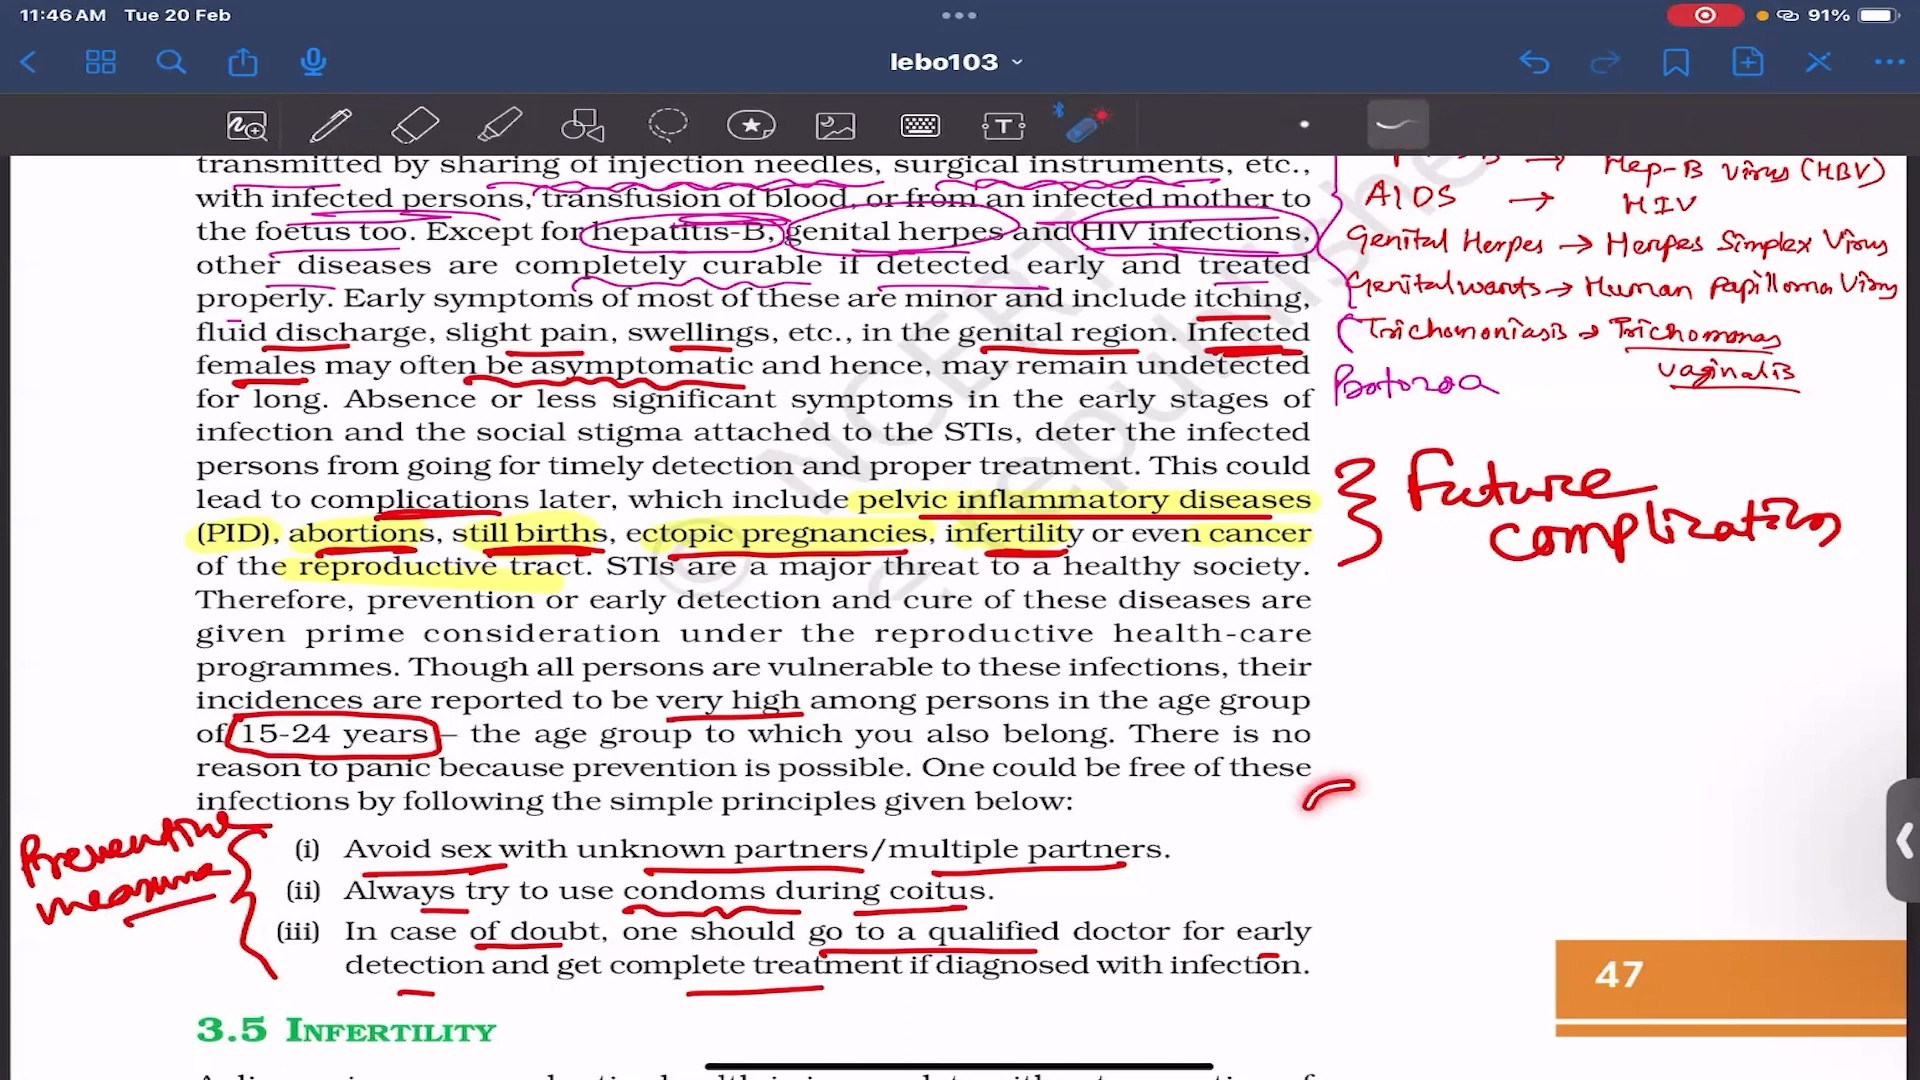 11:46 AM Tue 20 Feb
91%
lebo103
transmitted by sharing of injection needles, surgical instruments, etc.,
with infected persons, transfusion of blood, or from an infected mother to
the foetus too. Except for hepatitis-B, genital herpes and HIV infections,
other diseases are completely curable if detected early and treated
properly. Early symptoms of most of these are minor and include itching,
fluid discharge, slight pain, swellings, etc., in the genital region. Infected
females may often be asymptomatic and hence, may remain undetected
for long. Absence or less significant symptoms in the early stages of
infection and the social stigma attached to the STIs, deter the infected
persons from going for timely detection and proper treatment. This could
lead to complications later, which include pelvic inflammatory diseases
(PID), abortions, still births, ectopic pregnancies, infertility or even cancer
of the reproductive tract. STIs are a major threat to a healthy society.
Therefore, prevention or early detection and cure of these diseases are
given prime consideration under the reproductive health-care
programmes. Though all persons are vulnerable to these infections, their
incidences are reported to be very high among persons in the age group
of 15-24 years – the age group to which you also belong. There is no
reason to panic because prevention is possible. One could be free of these
infections by following the simple principles given below:
(i) Avoid sex with unknown partners/multiple partners.
(ii) Always try to use condoms during coitus.
(iii) In case of doubt, one should go to a qualified doctor for early
detection and get complete treatment if diagnosed with infection.
3.5 INFERTILITY
→ Hep-B Virus (HBV)
AIDS → HIV
Genital Herpes → Herpes Simplex Virus
Genital warts → Human Papilloma Virus
Trichomoniasis → Trichomonas
vaginalis
Protozoa
Future
complications
Preventive
measure
47
© NCERT
republishe